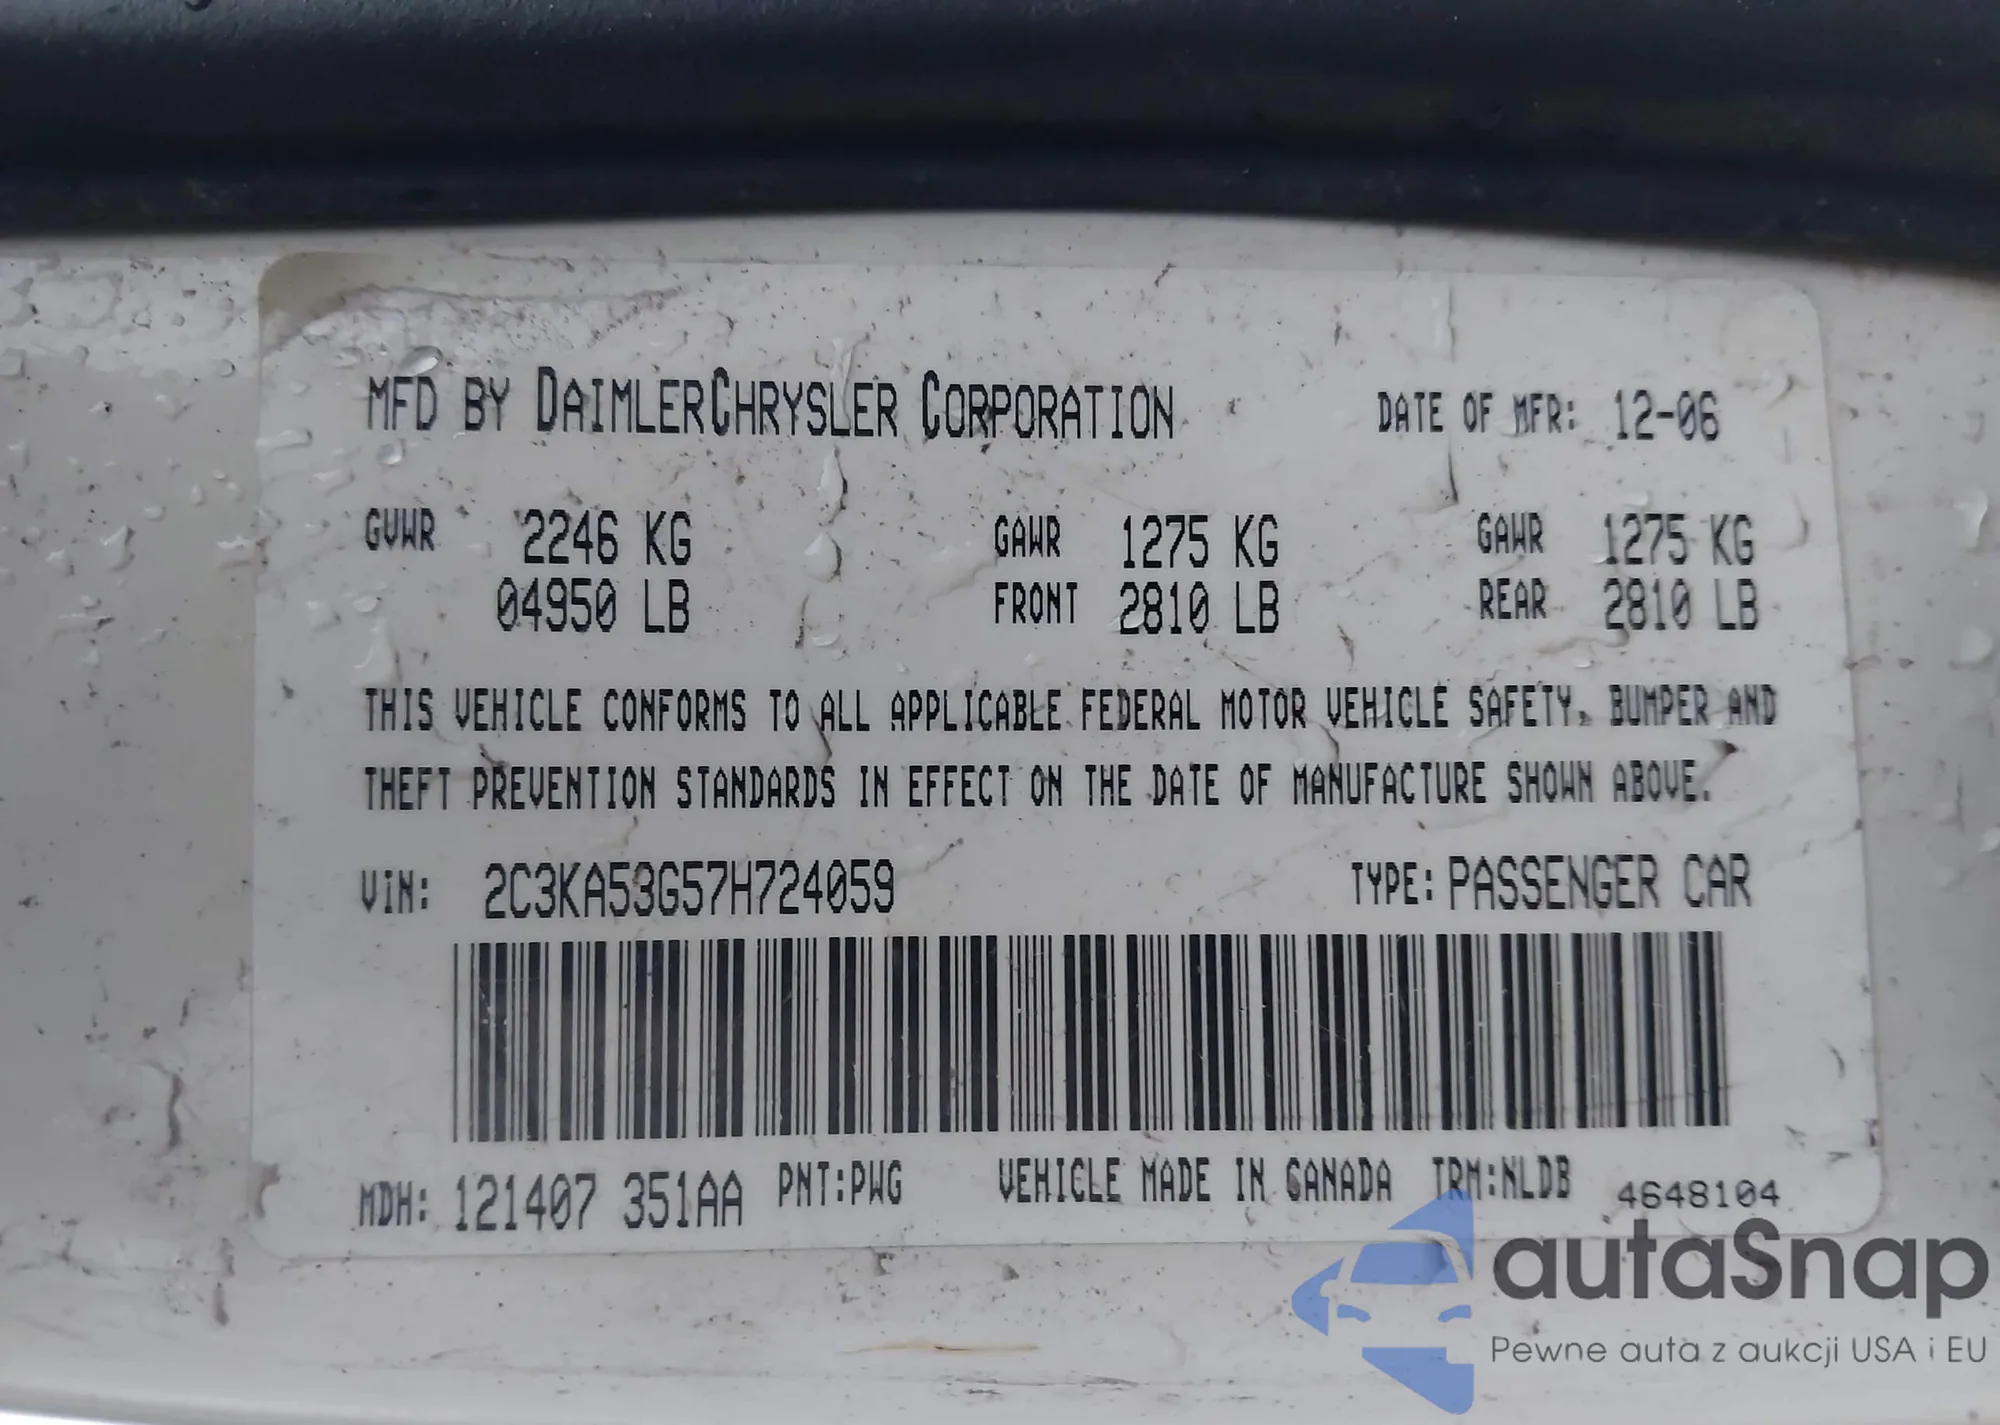 MFD BY DAIMLERCHRYSLER CORPORATION DATE OF MFR: 12-06
GVWR 2246 KG GAWR 1275 KG GAWR 1275 KG
04950 LB FRONT 2810 LB REAR 2810 LB
THIS VEHICLE CONFORMS TO ALL APPLICABLE FEDERAL MOTOR VEHICLE SAFETY, BUMPER AND
THEFT PREVENTION STANDARDS IN EFFECT ON THE DATE OF MANUFACTURE SHOWN ABOVE.
VIN: 2C3KA53G57H724059 TYPE: PASSENGER CAR
MDH: 121407 351AA PNT:PWG VEHICLE MADE IN CANADA TRM:NLDB 4648104
autaSnap
Pewne auta z aukcji USA i EU